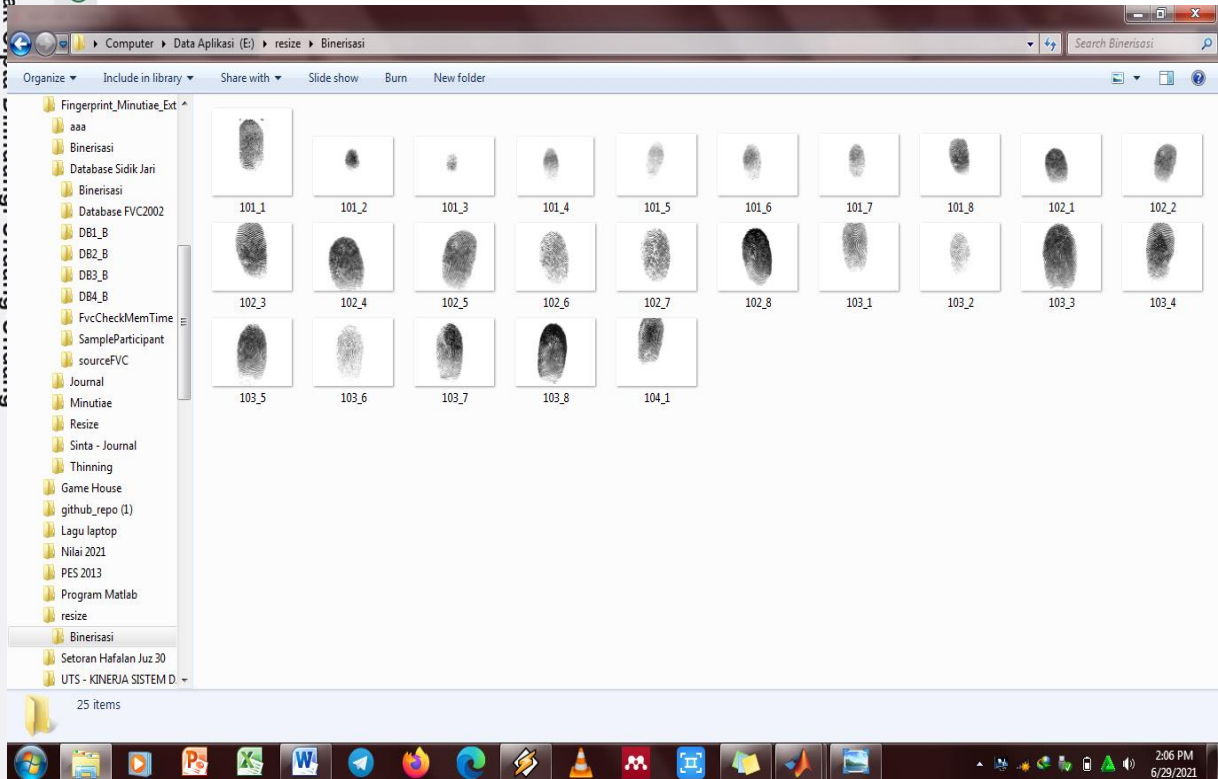 Computer ▸ Data Aplikasi (E:) ▸ resize ▸ Binerisasi
Search Binerisasi
Organize Include in library Share with Slide show Burn New folder
Fingerprint_Minutiae_Ext
aaa
Binerisasi
Database Sidik Jari
Binerisasi
Database FVC2002
DB1_B
DB2_B
DB3_B
DB4_B
FvcCheckMemTime
SampleParticipant
sourceFVC
Journal
Minutiae
Resize
Sinta - Journal
Thinning
Game House
github_repo (1)
Lagu laptop
Nilai 2021
PES 2013
Program Matlab
resize
Binerisasi
Setoran Hafalan Juz 30
UTS - KINERJA SISTEM D
101_1 101_2 101_3 101_4 101_5 101_6 101_7 101_8 102_1 102_2
102_3 102_4 102_5 102_6 102_7 102_8 103_1 103_2 103_3 103_4
103_5 103_6 103_7 103_8 104_1
25 items
2:06 PM
6/29/2021